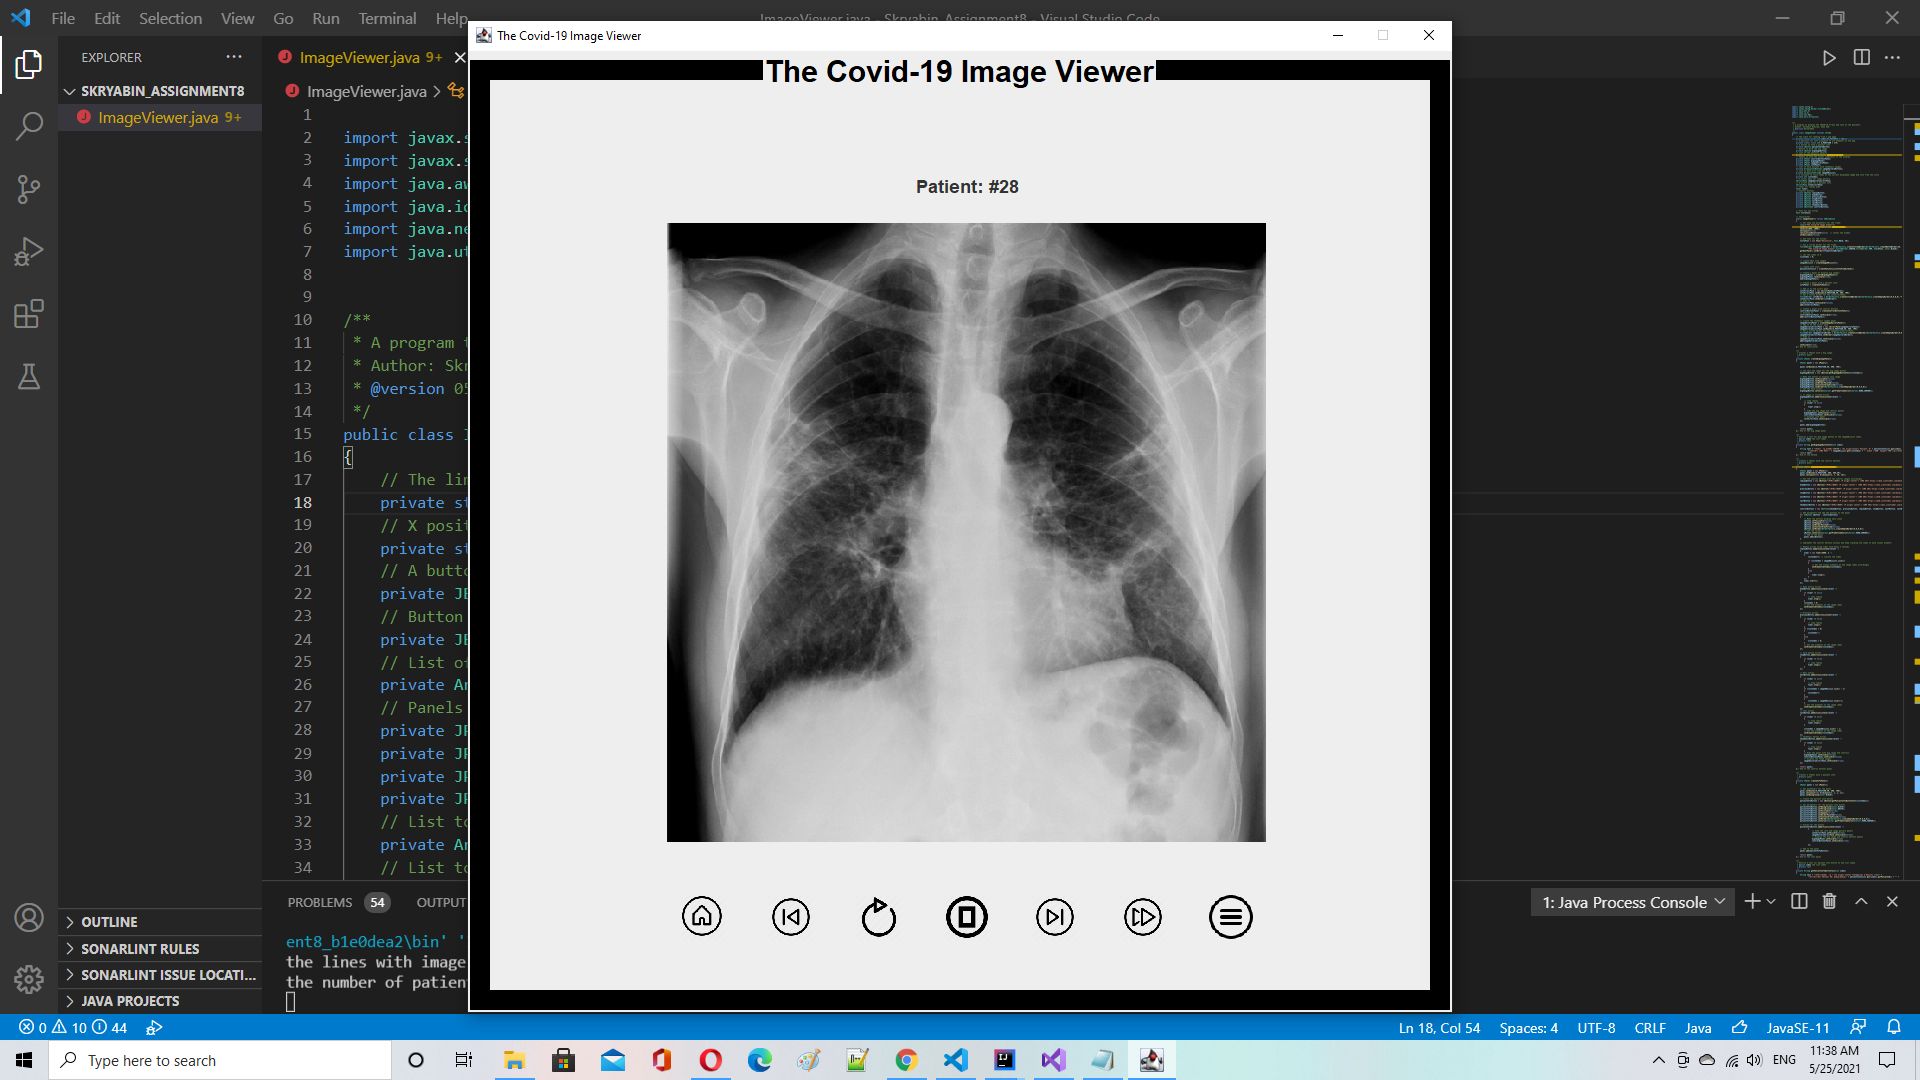 File Edit Selection View Go Run Terminal Help
ImageViewer.java - Skryabin_Assignment8 - Visual Studio Code
EXPLORER
SKRYABIN_ASSIGNMENT8
ImageViewer.java 9+
OUTLINE
SONARLINT RULES
SONARLINT ISSUE LOCATI...
JAVA PROJECTS
ImageViewer.java 9+
ImageViewer.java
1
2 import javax.s
3 import javax.s
4 import java.aw
5 import java.io
6 import java.ne
7 import java.ut
8
9
10 /**
11 * A program t
12 * Author: Skr
13 * @version 05
14 */
15 public class I
16 {
17 // The lin
18 private st
19 // X posit
20 private st
21 // A butto
22 private JB
23 // Button
24 private JB
25 // List of
26 private Ar
27 // Panels
28 private JP
29 private JP
30 private JP
31 private JP
32 // List to
33 private Ar
34 // List to
The Covid-19 Image Viewer
The Covid-19 Image Viewer
Patient: #28
PROBLEMS 54 OUTPUT
1: Java Process Console
ent8_b1e0dea2\bin' '
the lines with image
the number of patien
0 10 44
Ln 18, Col 54 Spaces: 4 UTF-8 CRLF Java JavaSE-11
Type here to search
ENG
11:38 AM
5/25/2021